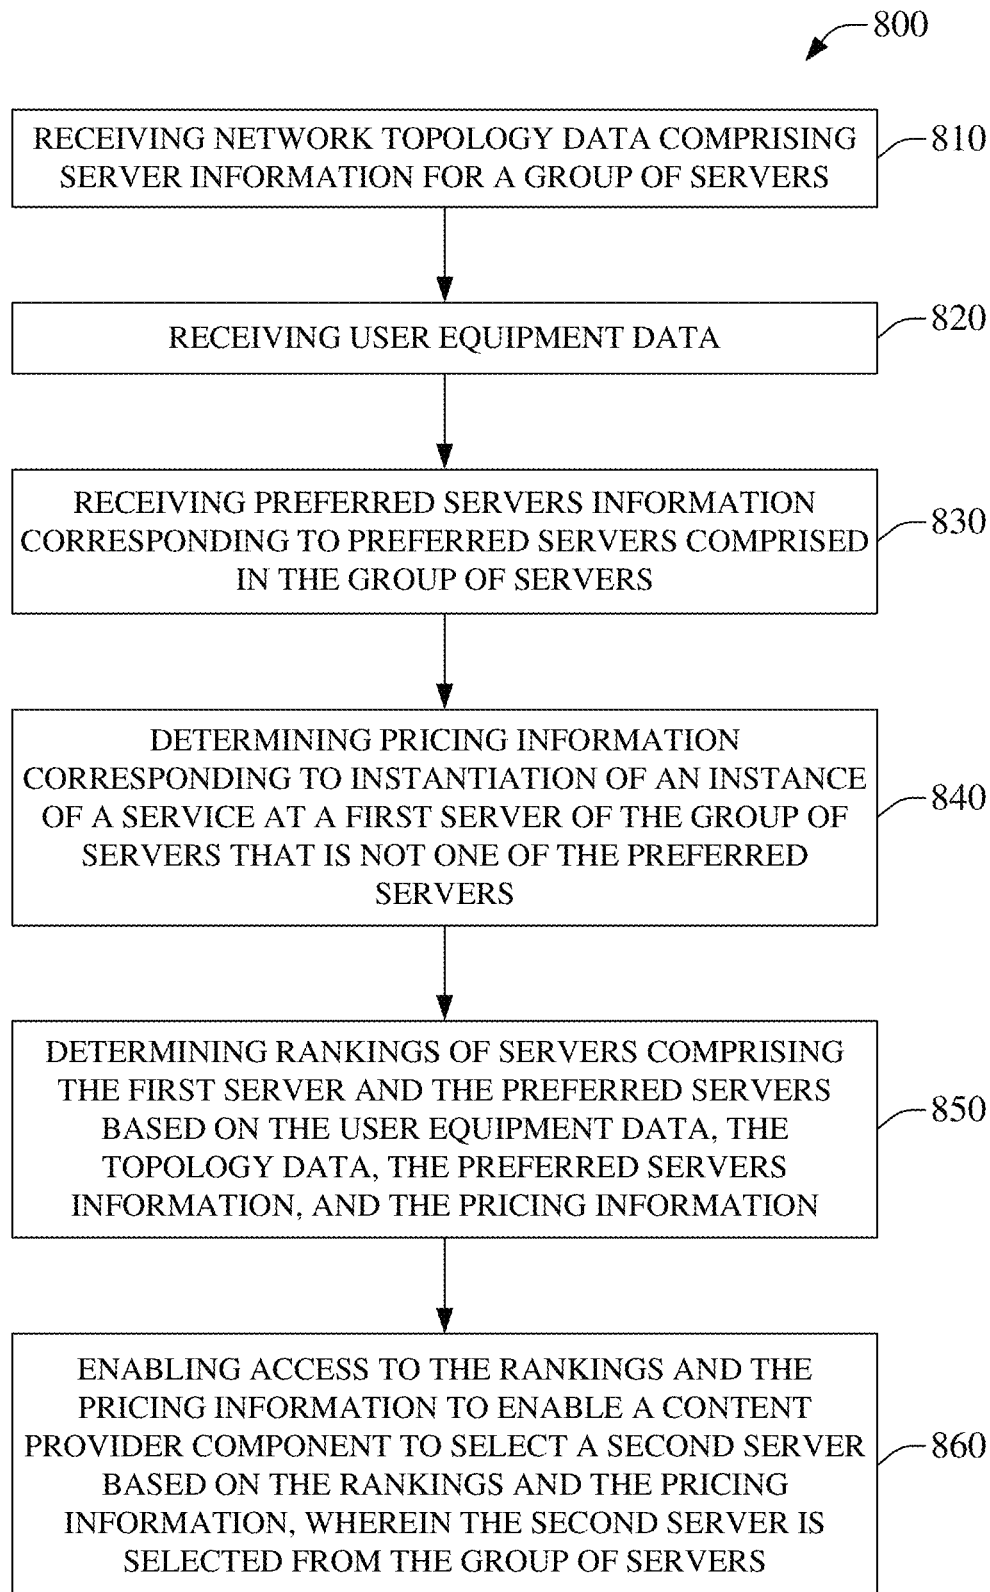 800
RECEIVING NETWORK TOPOLOGY DATA COMPRISING
SERVER INFORMATION FOR A GROUP OF SERVERS
810
RECEIVING USER EQUIPMENT DATA
820
RECEIVING PREFERRED SERVERS INFORMATION
CORRESPONDING TO PREFERRED SERVERS COMPRISED
IN THE GROUP OF SERVERS
830
DETERMINING PRICING INFORMATION
CORRESPONDING TO INSTANTIATION OF AN INSTANCE
OF A SERVICE AT A FIRST SERVER OF THE GROUP OF
SERVERS THAT IS NOT ONE OF THE PREFERRED
SERVERS
840
DETERMINING RANKINGS OF SERVERS COMPRISING
THE FIRST SERVER AND THE PREFERRED SERVERS
BASED ON THE USER EQUIPMENT DATA, THE
TOPOLOGY DATA, THE PREFERRED SERVERS
INFORMATION, AND THE PRICING INFORMATION
850
ENABLING ACCESS TO THE RANKINGS AND THE
PRICING INFORMATION TO ENABLE A CONTENT
PROVIDER COMPONENT TO SELECT A SECOND SERVER
BASED ON THE RANKINGS AND THE PRICING
INFORMATION, WHEREIN THE SECOND SERVER IS
SELECTED FROM THE GROUP OF SERVERS
860